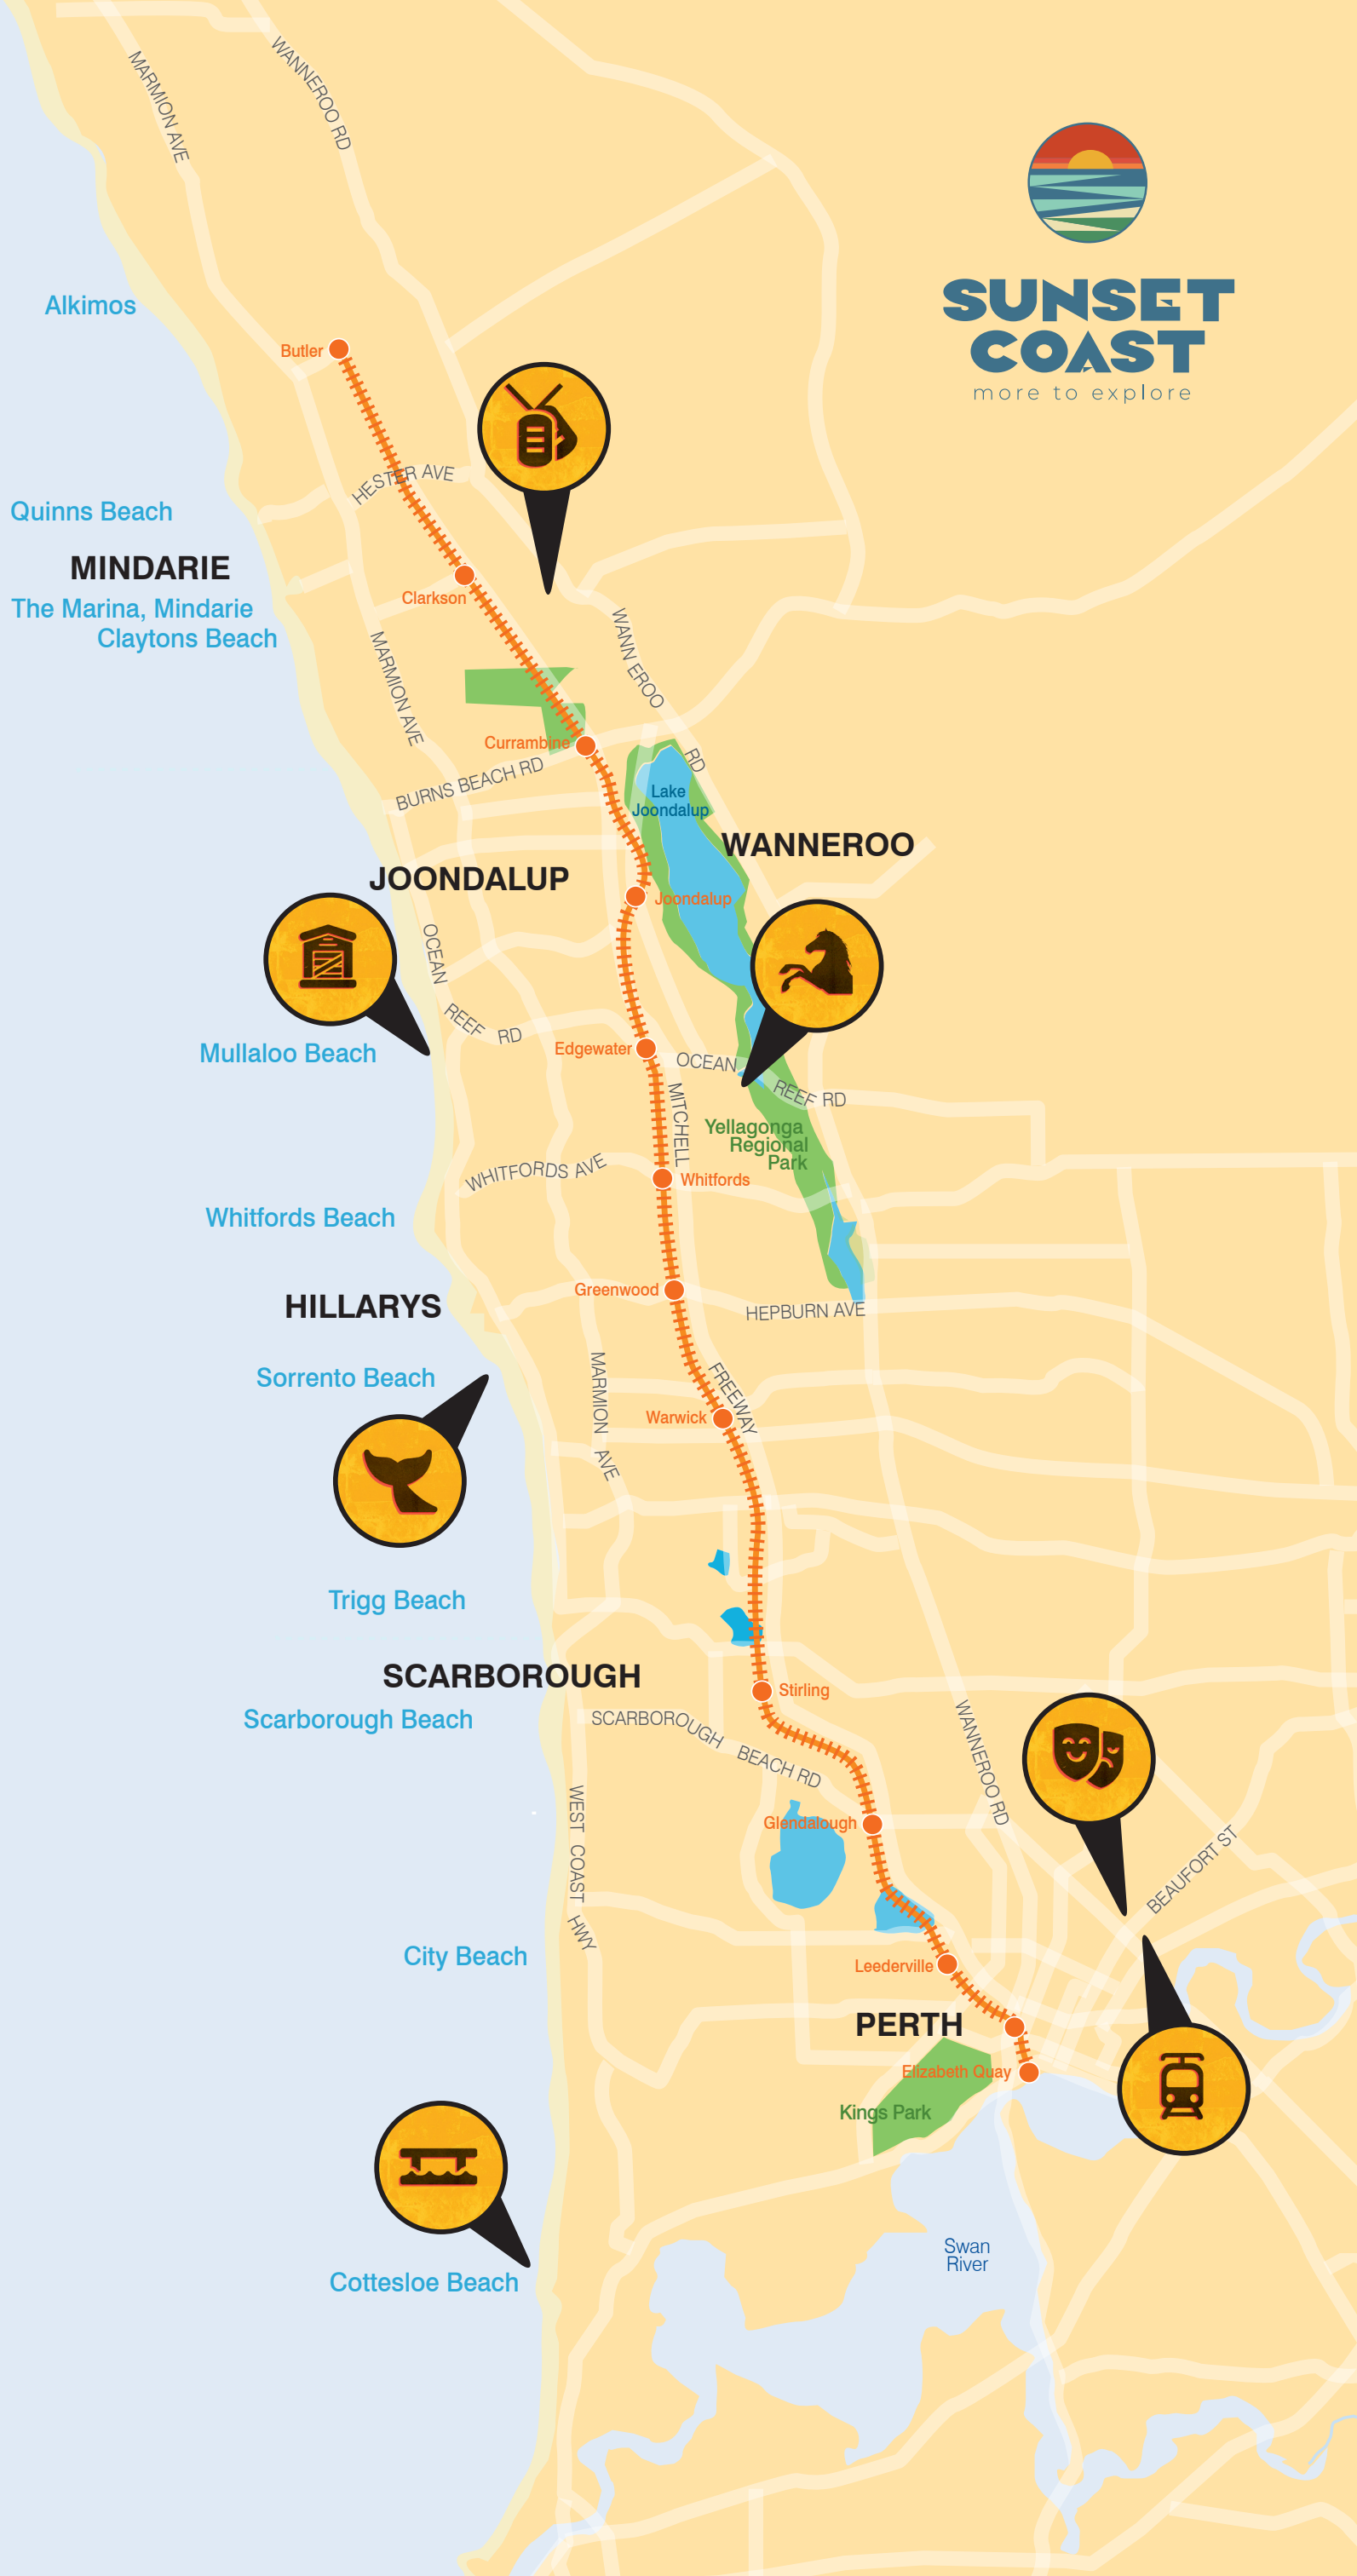 MARMION AVE
WANNEROO RD
SUNSET
COAST
more to explore
Alkimos
Butler
HESTER AVE
Quinns Beach
MINDARIE
Clarkson
The Marina, Mindarie
Claytons Beach
WANN EROO
RD
MARMION AVE
Currambine
BURNS BEACH RD
Lake
Joondalup
WANNEROO
JOONDALUP
Joondalup
OCEAN
REEF
RD
Mullaloo Beach
Edgewater
OCEAN
REEF RD
MITCHELL
Yellagonga
Regional
Park
WHITFORDS AVE
Whitfords
Whitfords Beach
Greenwood
HILLARYS
HEPBURN AVE
Sorrento Beach
MARMION
AVE
FREEWAY
Warwick
Trigg Beach
SCARBOROUGH
Stirling
Scarborough Beach
SCARBOROUGH
BEACH RD
WANNEROO RD
WEST
COAST
HWY
Glendalough
BEAUFORT ST
City Beach
Leederville
PERTH
Elizabeth Quay
Kings Park
Swan
River
Cottesloe Beach